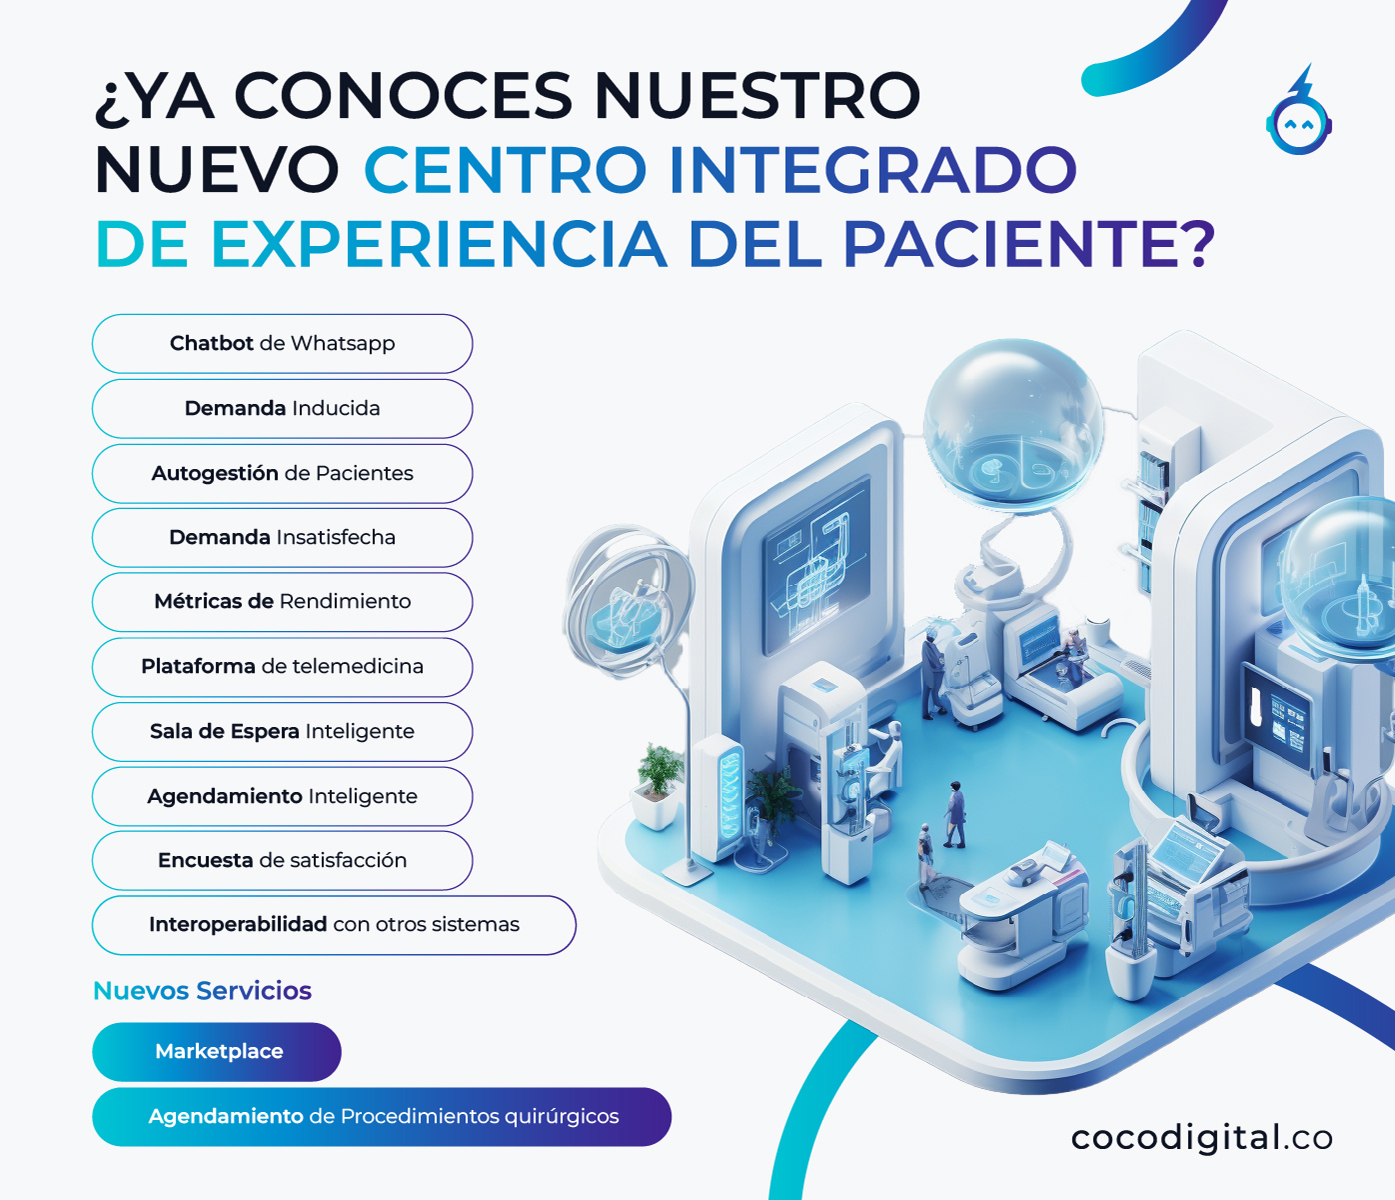 ¿YA CONOCES NUESTRO
NUEVO CENTRO INTEGRADO
DE EXPERIENCIA DEL PACIENTE?
Chatbot de Whatsapp
Demanda Inducida
Autogestión de Pacientes
Demanda Insatisfecha
Métricas de Rendimiento
Plataforma de telemedicina
Sala de Espera Inteligente
Agendamiento Inteligente
Encuesta de satisfacción
Interoperabilidad con otros sistemas
Nuevos Servicios
Marketplace
Agendamiento de Procedimientos quirúrgicos
cocodigital.co